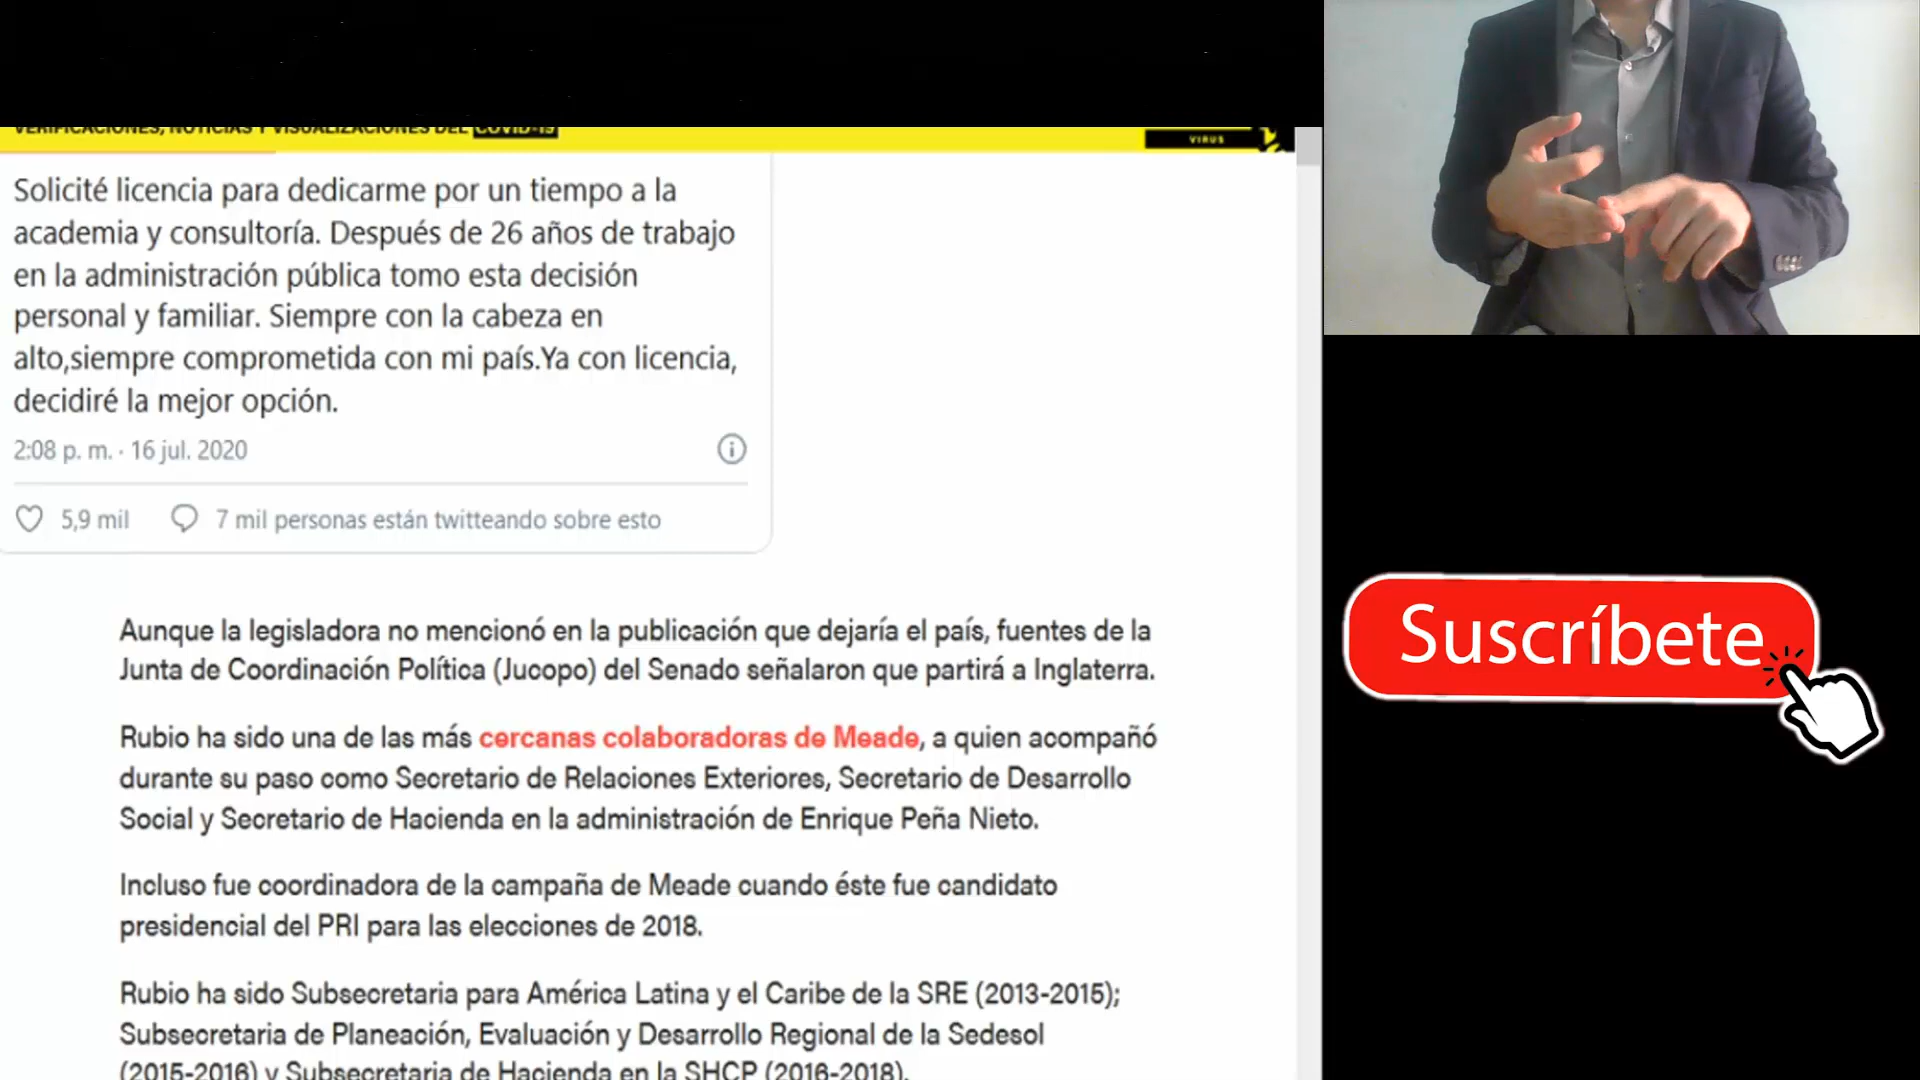 VERIFICACIONES, NOTICIAS Y VISUALIZACIONES DEL COVID-19
VIRUS
Solicité licencia para dedicarme por un tiempo a la
academia y consultoría. Después de 26 años de trabajo
en la administración pública tomo esta decisión
personal y familiar. Siempre con la cabeza en
alto,siempre comprometida con mi país.Ya con licencia,
decidiré la mejor opción.
2:08 p. m. · 16 jul. 2020
5,9 mil
7 mil personas están twitteando sobre esto
Aunque la legisladora no mencionó en la publicación que dejaría el país, fuentes de la
Junta de Coordinación Política (Jucopo) del Senado señalaron que partirá a Inglaterra.
Rubio ha sido una de las más cercanas colaboradoras de Meade, a quien acompañó
durante su paso como Secretario de Relaciones Exteriores, Secretario de Desarrollo
Social y Secretario de Hacienda en la administración de Enrique Peña Nieto.
Incluso fue coordinadora de la campaña de Meade cuando éste fue candidato
presidencial del PRI para las elecciones de 2018.
Rubio ha sido Subsecretaria para América Latina y el Caribe de la SRE (2013-2015);
Subsecretaria de Planeación, Evaluación y Desarrollo Regional de la Sedesol
(2015-2016) y Subsecretaria de Hacienda en la SHCP (2016-2018).
Suscríbete